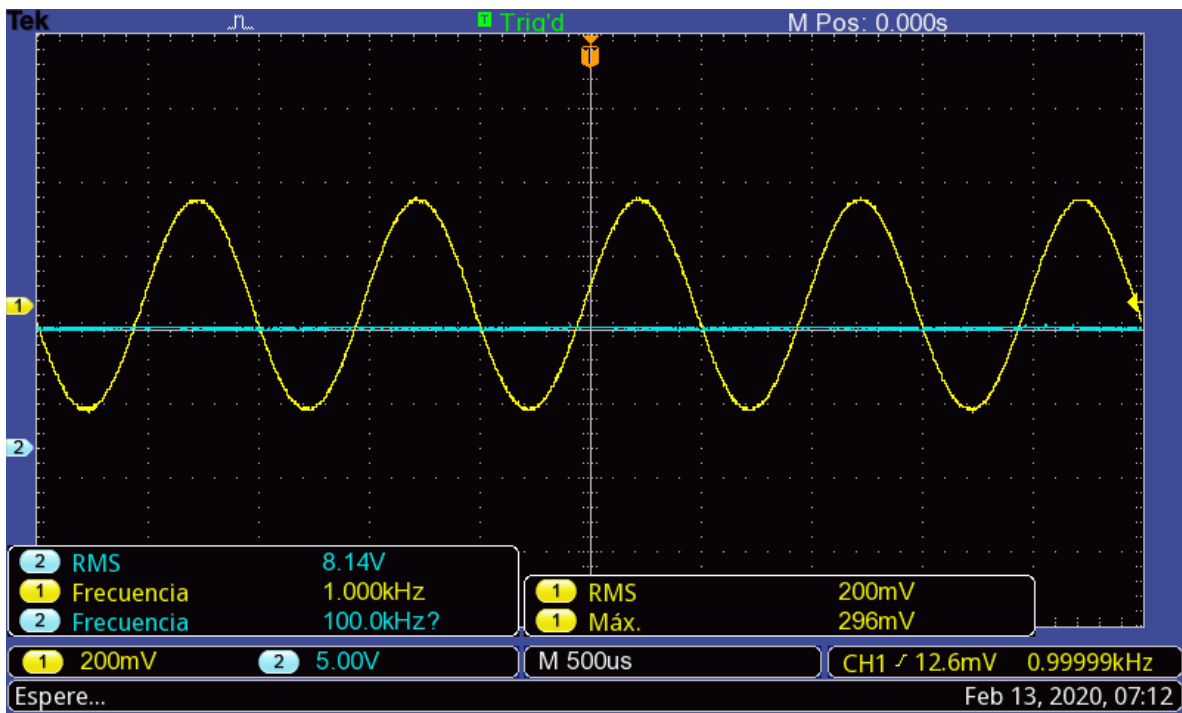 Tek T Trig'd M Pos: 0.000s
T
1
2
2 RMS 8.14V
1 Frecuencia 1.000kHz
2 Frecuencia 100.0kHz?
1 RMS 200mV
1 Máx. 296mV
1 200mV 2 5.00V M 500us CH1 12.6mV 0.99999kHz
Espere... Feb 13, 2020, 07:12